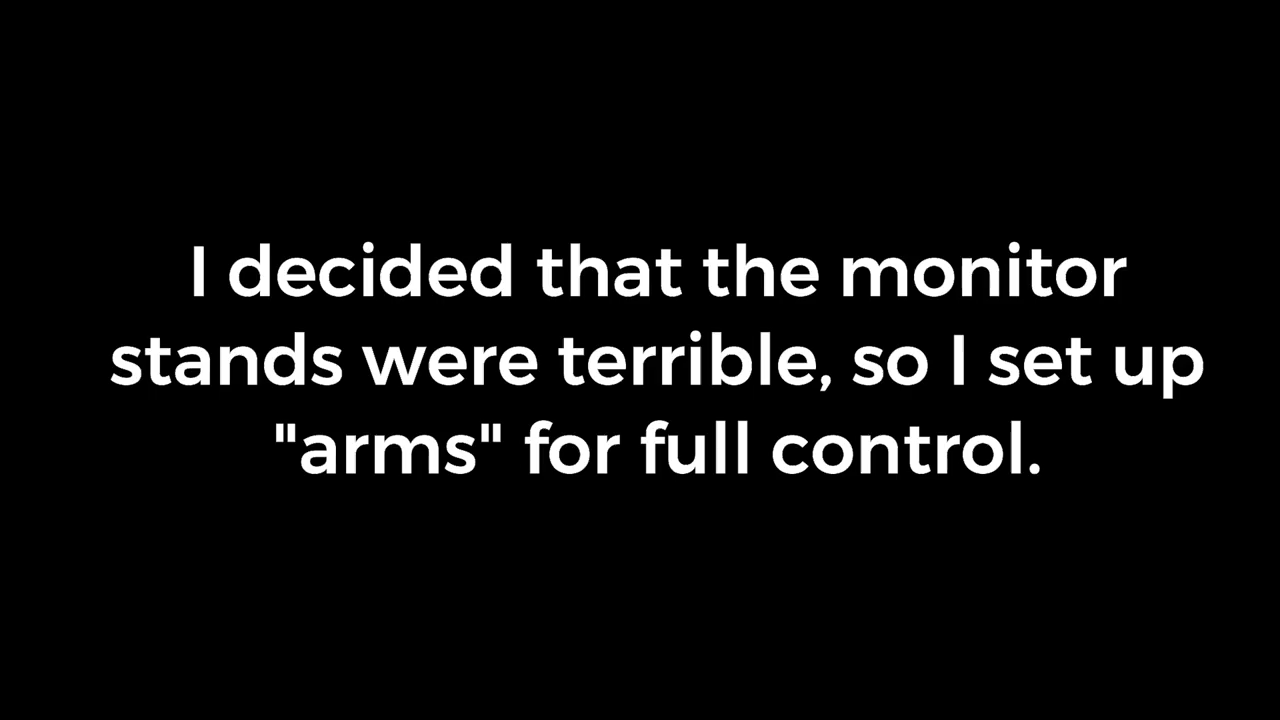 I decided that the monitor
stands were terrible, so I set up
"arms" for full control.